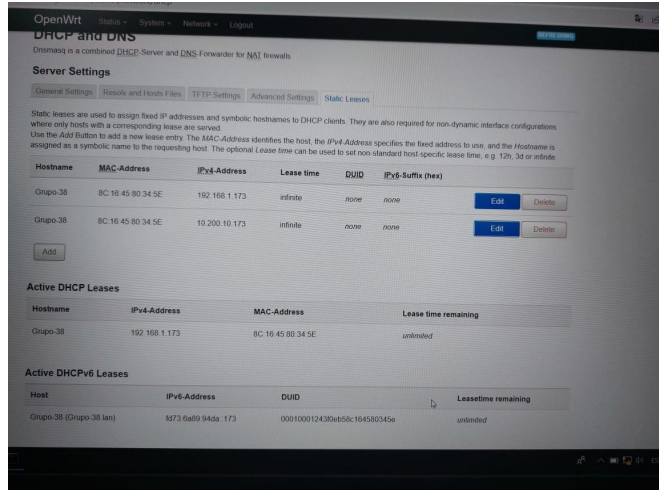 OpenWrt Status System Network Logout
REFRESHING
DHCP and DNS
Dnsmasq is a combined DHCP-Server and DNS-Forwarder for NAT firewalls
Server Settings
General Settings Resolv and Hosts Files TFTP Settings Advanced Settings Static Leases
Static leases are used to assign fixed IP addresses and symbolic hostnames to DHCP clients. They are also required for non-dynamic interface configurations
where only hosts with a corresponding lease are served.
Use the Add Button to add a new lease entry. The MAC-Address identifies the host, the IPv4-Address specifies the fixed address to use, and the Hostname is
assigned as a symbolic name to the requesting host. The optional Lease time can be used to set non-standard host-specific lease time, e.g. 12h, 3d or infinite.
Hostname MAC-Address IPv4-Address Lease time DUID IPv6-Suffix (hex)
Grupo-38 8C:16:45:80:34:5E 192.168.1.173 infinite none none Edit Delete
Grupo-38 8C:16:45:80:34:5E 10.200.10.173 infinite none none Edit Delete
Add
Active DHCP Leases
Hostname IPv4-Address MAC-Address Lease time remaining
Grupo-38 192.168.1.173 8C:16:45:80:34:5E unlimited
Active DHCPv6 Leases
Host IPv6-Address DUID Leasetime remaining
Grupo-38 (Grupo-38.lan) fd73:6a89:94da::173 00010001243f0eb58c164580345e unlimited